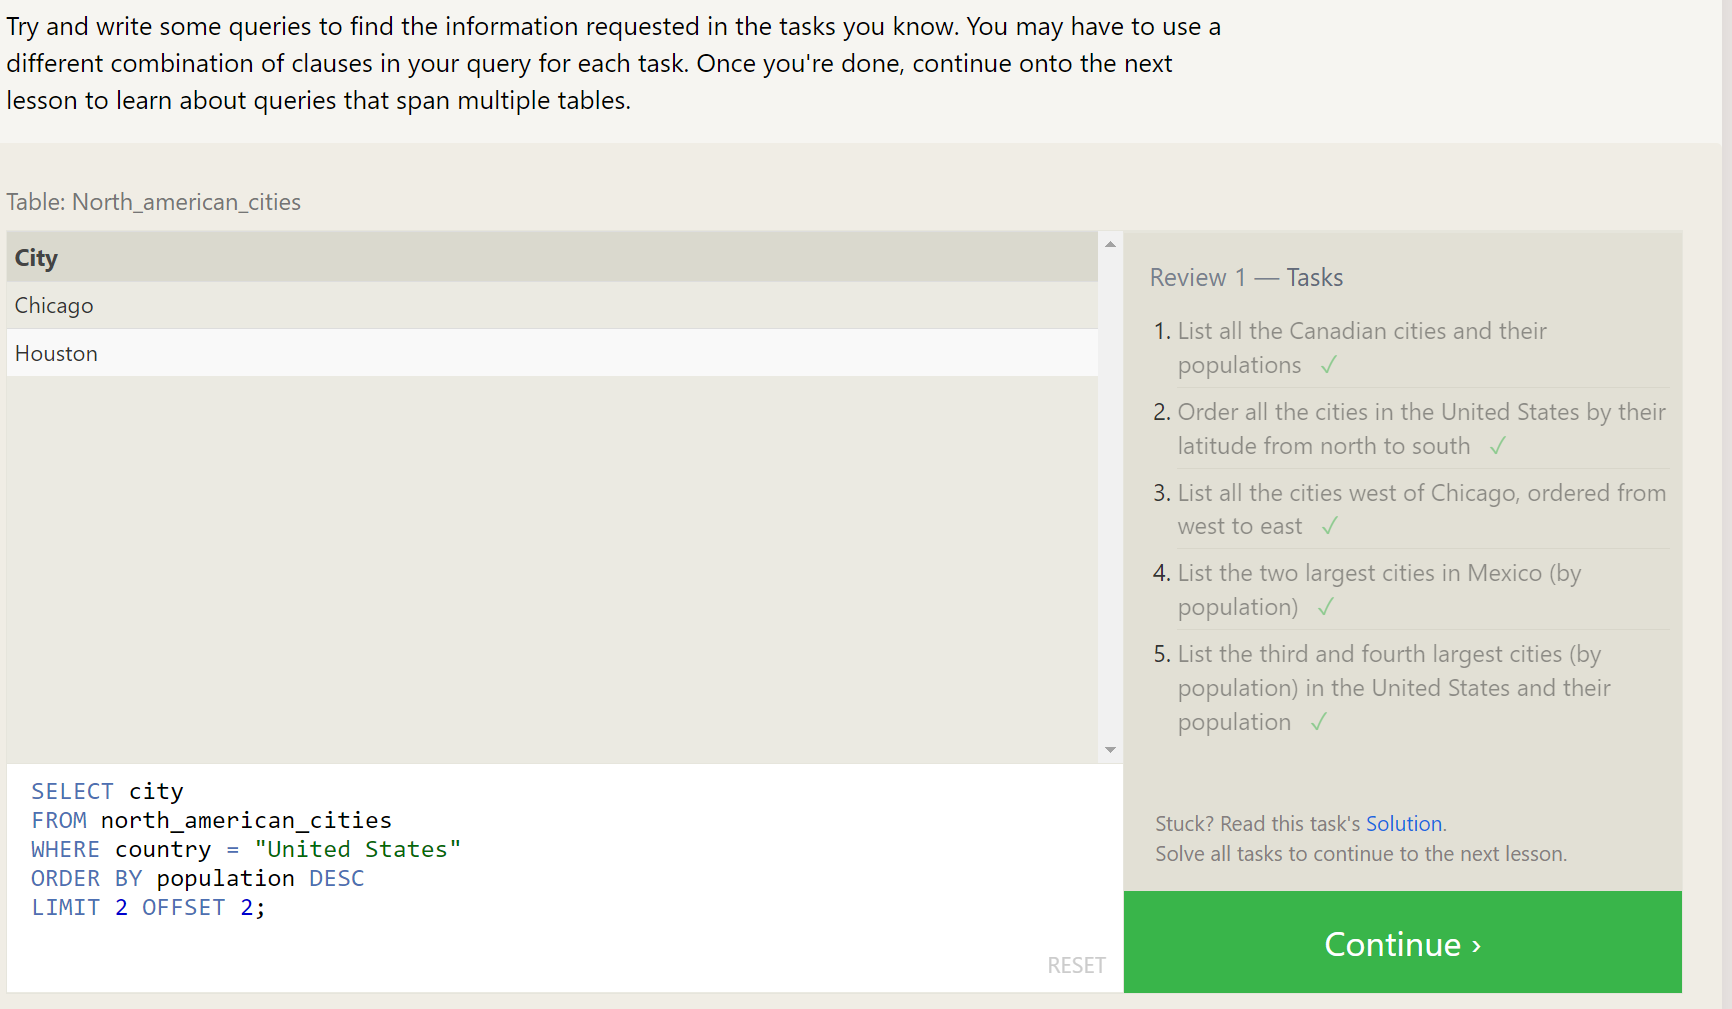 Try and write some queries to find the information requested in the tasks you know. You may have to use a
different combination of clauses in your query for each task. Once you're done, continue onto the next
lesson to learn about queries that span multiple tables.
Table: North_american_cities
City
Chicago
Houston
SELECT city
FROM north_american_cities
WHERE country = "United States"
ORDER BY population DESC
LIMIT 2 OFFSET 2;
RESET
Review 1 — Tasks
1. List all the Canadian cities and their
populations ✓
2. Order all the cities in the United States by their
latitude from north to south ✓
3. List all the cities west of Chicago, ordered from
west to east ✓
4. List the two largest cities in Mexico (by
population) ✓
5. List the third and fourth largest cities (by
population) in the United States and their
population ✓
Stuck? Read this task's Solution.
Solve all tasks to continue to the next lesson.
Continue ›